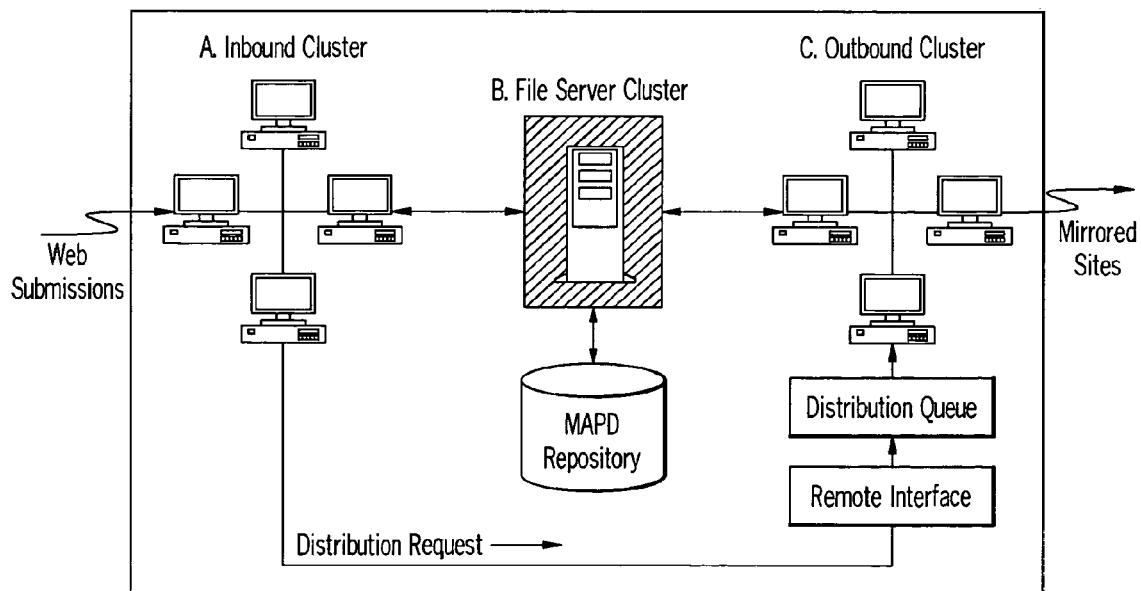 A. Inbound Cluster
B. File Server Cluster
C. Outbound Cluster
Web
Submissions
Mirrored
Sites
MAPD
Repository
Distribution Queue
Remote Interface
Distribution Request